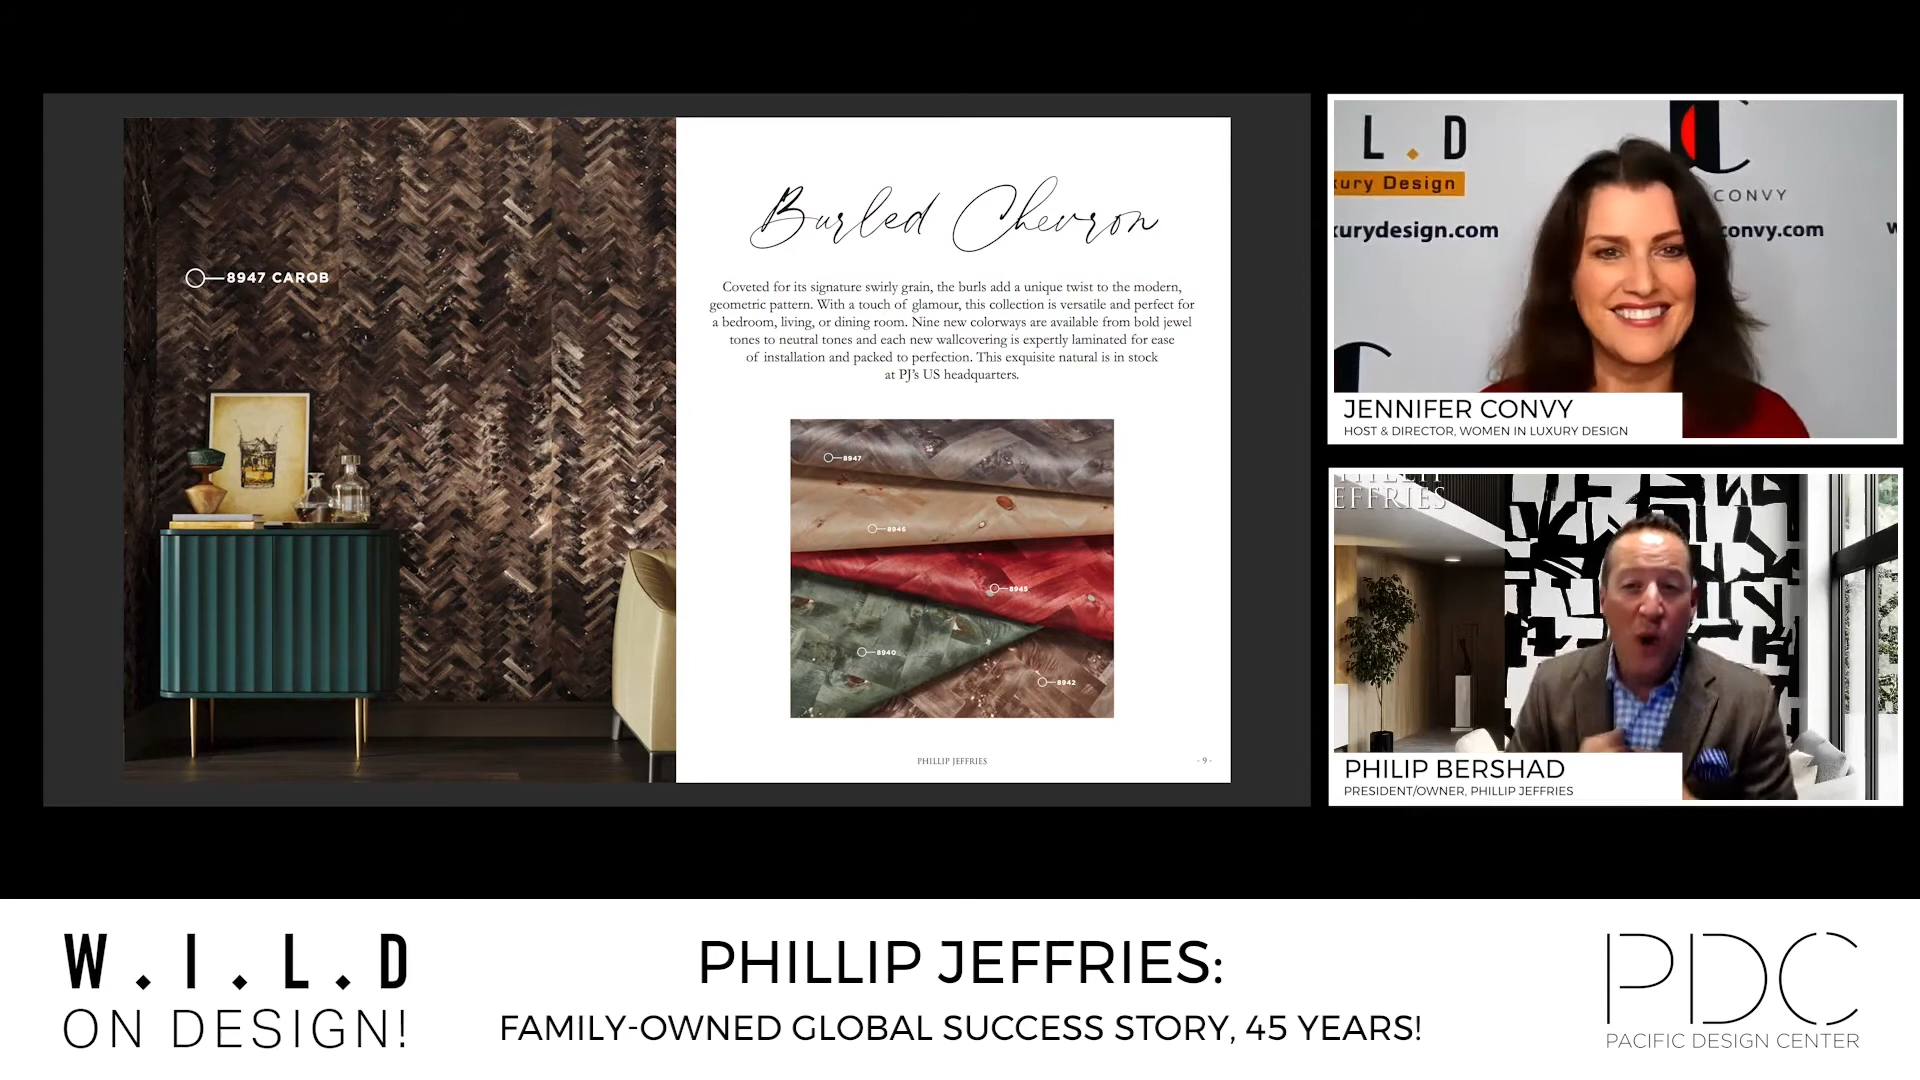 8947 CAROB
Burled Chevron
Coveted for its signature swirly grain, the burls add a unique twist to the modern,
geometric pattern. With a touch of glamour, this collection is versatile and perfect for
a bedroom, living, or dining room. Nine new colorways are available from bold jewel
tones to neutral tones and each new wallcovering is expertly laminated for ease
of installation and packed to perfection. This exquisite natural is in stock
at PJ's US headquarters.
8947
8946
8945
8940
8942
PHILLIP JEFFRIES
- 9 -
L.D
xury Design
CONVY
xurydesign.com
convy.com
w
JENNIFER CONVY
HOST & DIRECTOR, WOMEN IN LUXURY DESIGN
EFFRIES
PHILIP BERSHAD
PRESIDENT/OWNER, PHILLIP JEFFRIES
W.I.L.D
ON DESIGN!
PHILLIP JEFFRIES:
FAMILY-OWNED GLOBAL SUCCESS STORY, 45 YEARS!
PDC
PACIFIC DESIGN CENTER